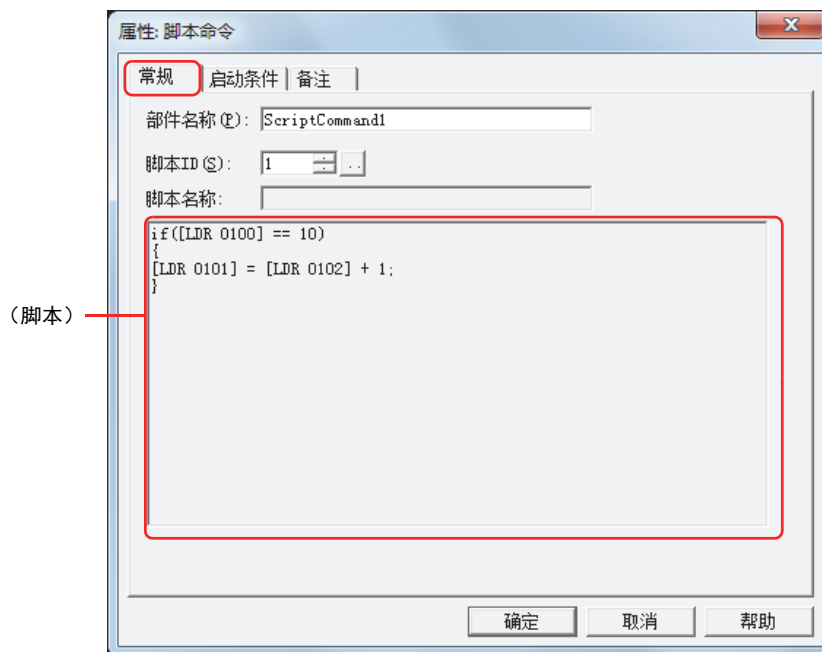 属性: 脚本命令
常规 启动条件 备注
部件名称(P): ScriptCommand1
脚本ID(S): 1 ..
脚本名称:
if([LDR 0100] == 10)
{
[LDR 0101] = [LDR 0102] + 1;
}
（脚本）
确定 取消 帮助